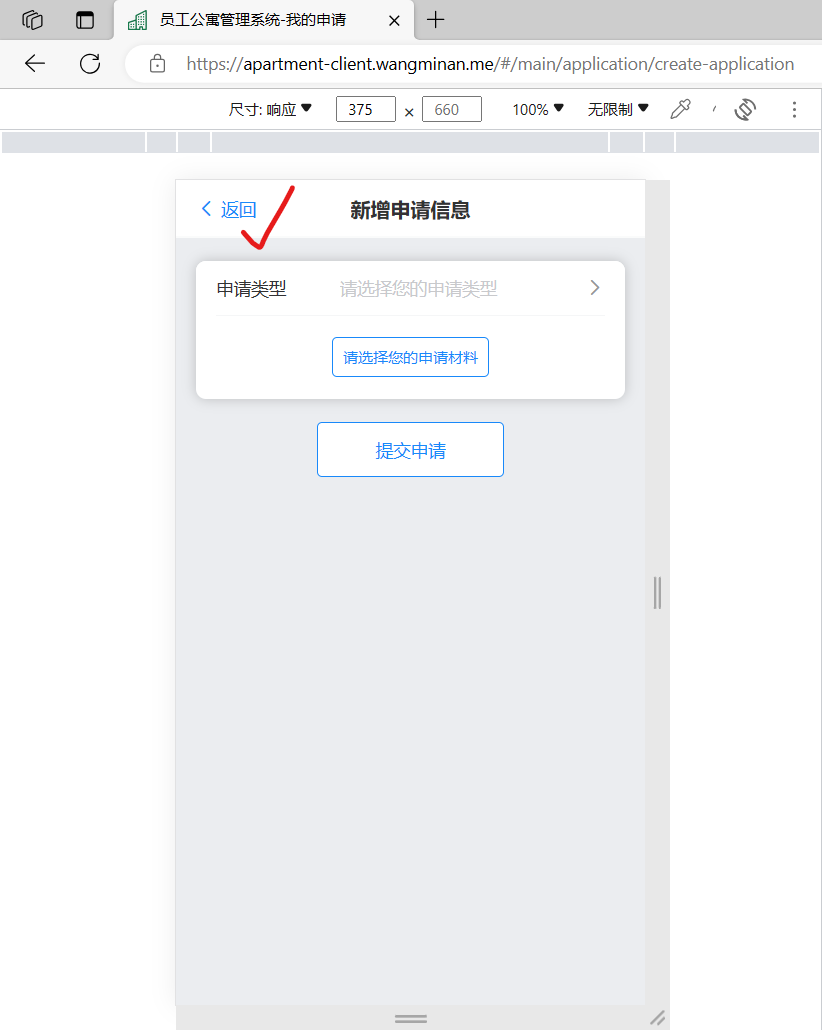 员工公寓管理系统-我的申请
https://apartment-client.wangminan.me/#/main/application/create-application
尺寸: 响应 375 × 660 100% 无限制
返回 新增申请信息
申请类型 请选择您的申请类型
请选择您的申请材料
提交申请